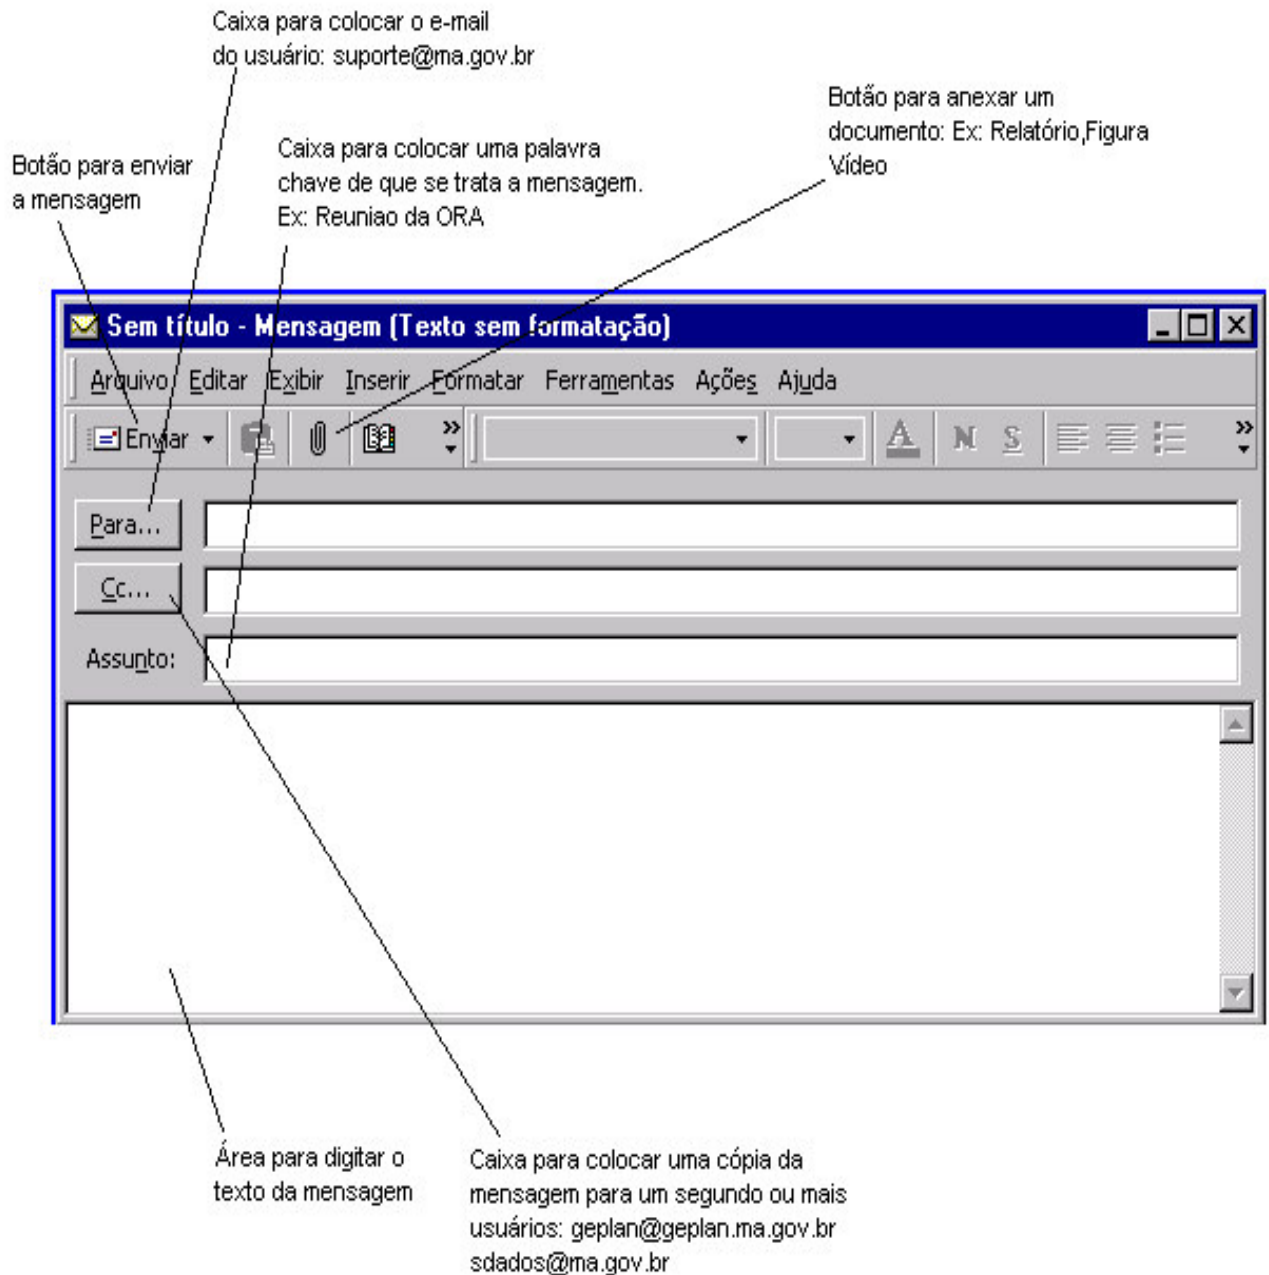 Caixa para colocar o e-mail
do usuário: suporte@ma.gov.br
Botão para anexar um
documento: Ex: Relatório,Figura
Vídeo
Caixa para colocar uma palavra
chave de que se trata a mensagem.
Ex: Reuniao da ORA
Botão para enviar
a mensagem
Sem título - Mensagem (Texto sem formatação)
Arquivo Editar Exibir Inserir Formatar Ferramentas Ações Ajuda
Enviar A N S
Para...
Cc...
Assunto:
Área para digitar o
texto da mensagem
Caixa para colocar uma cópia da
mensagem para um segundo ou mais
usuários: geplan@geplan.ma.gov.br
sdados@ma.gov.br